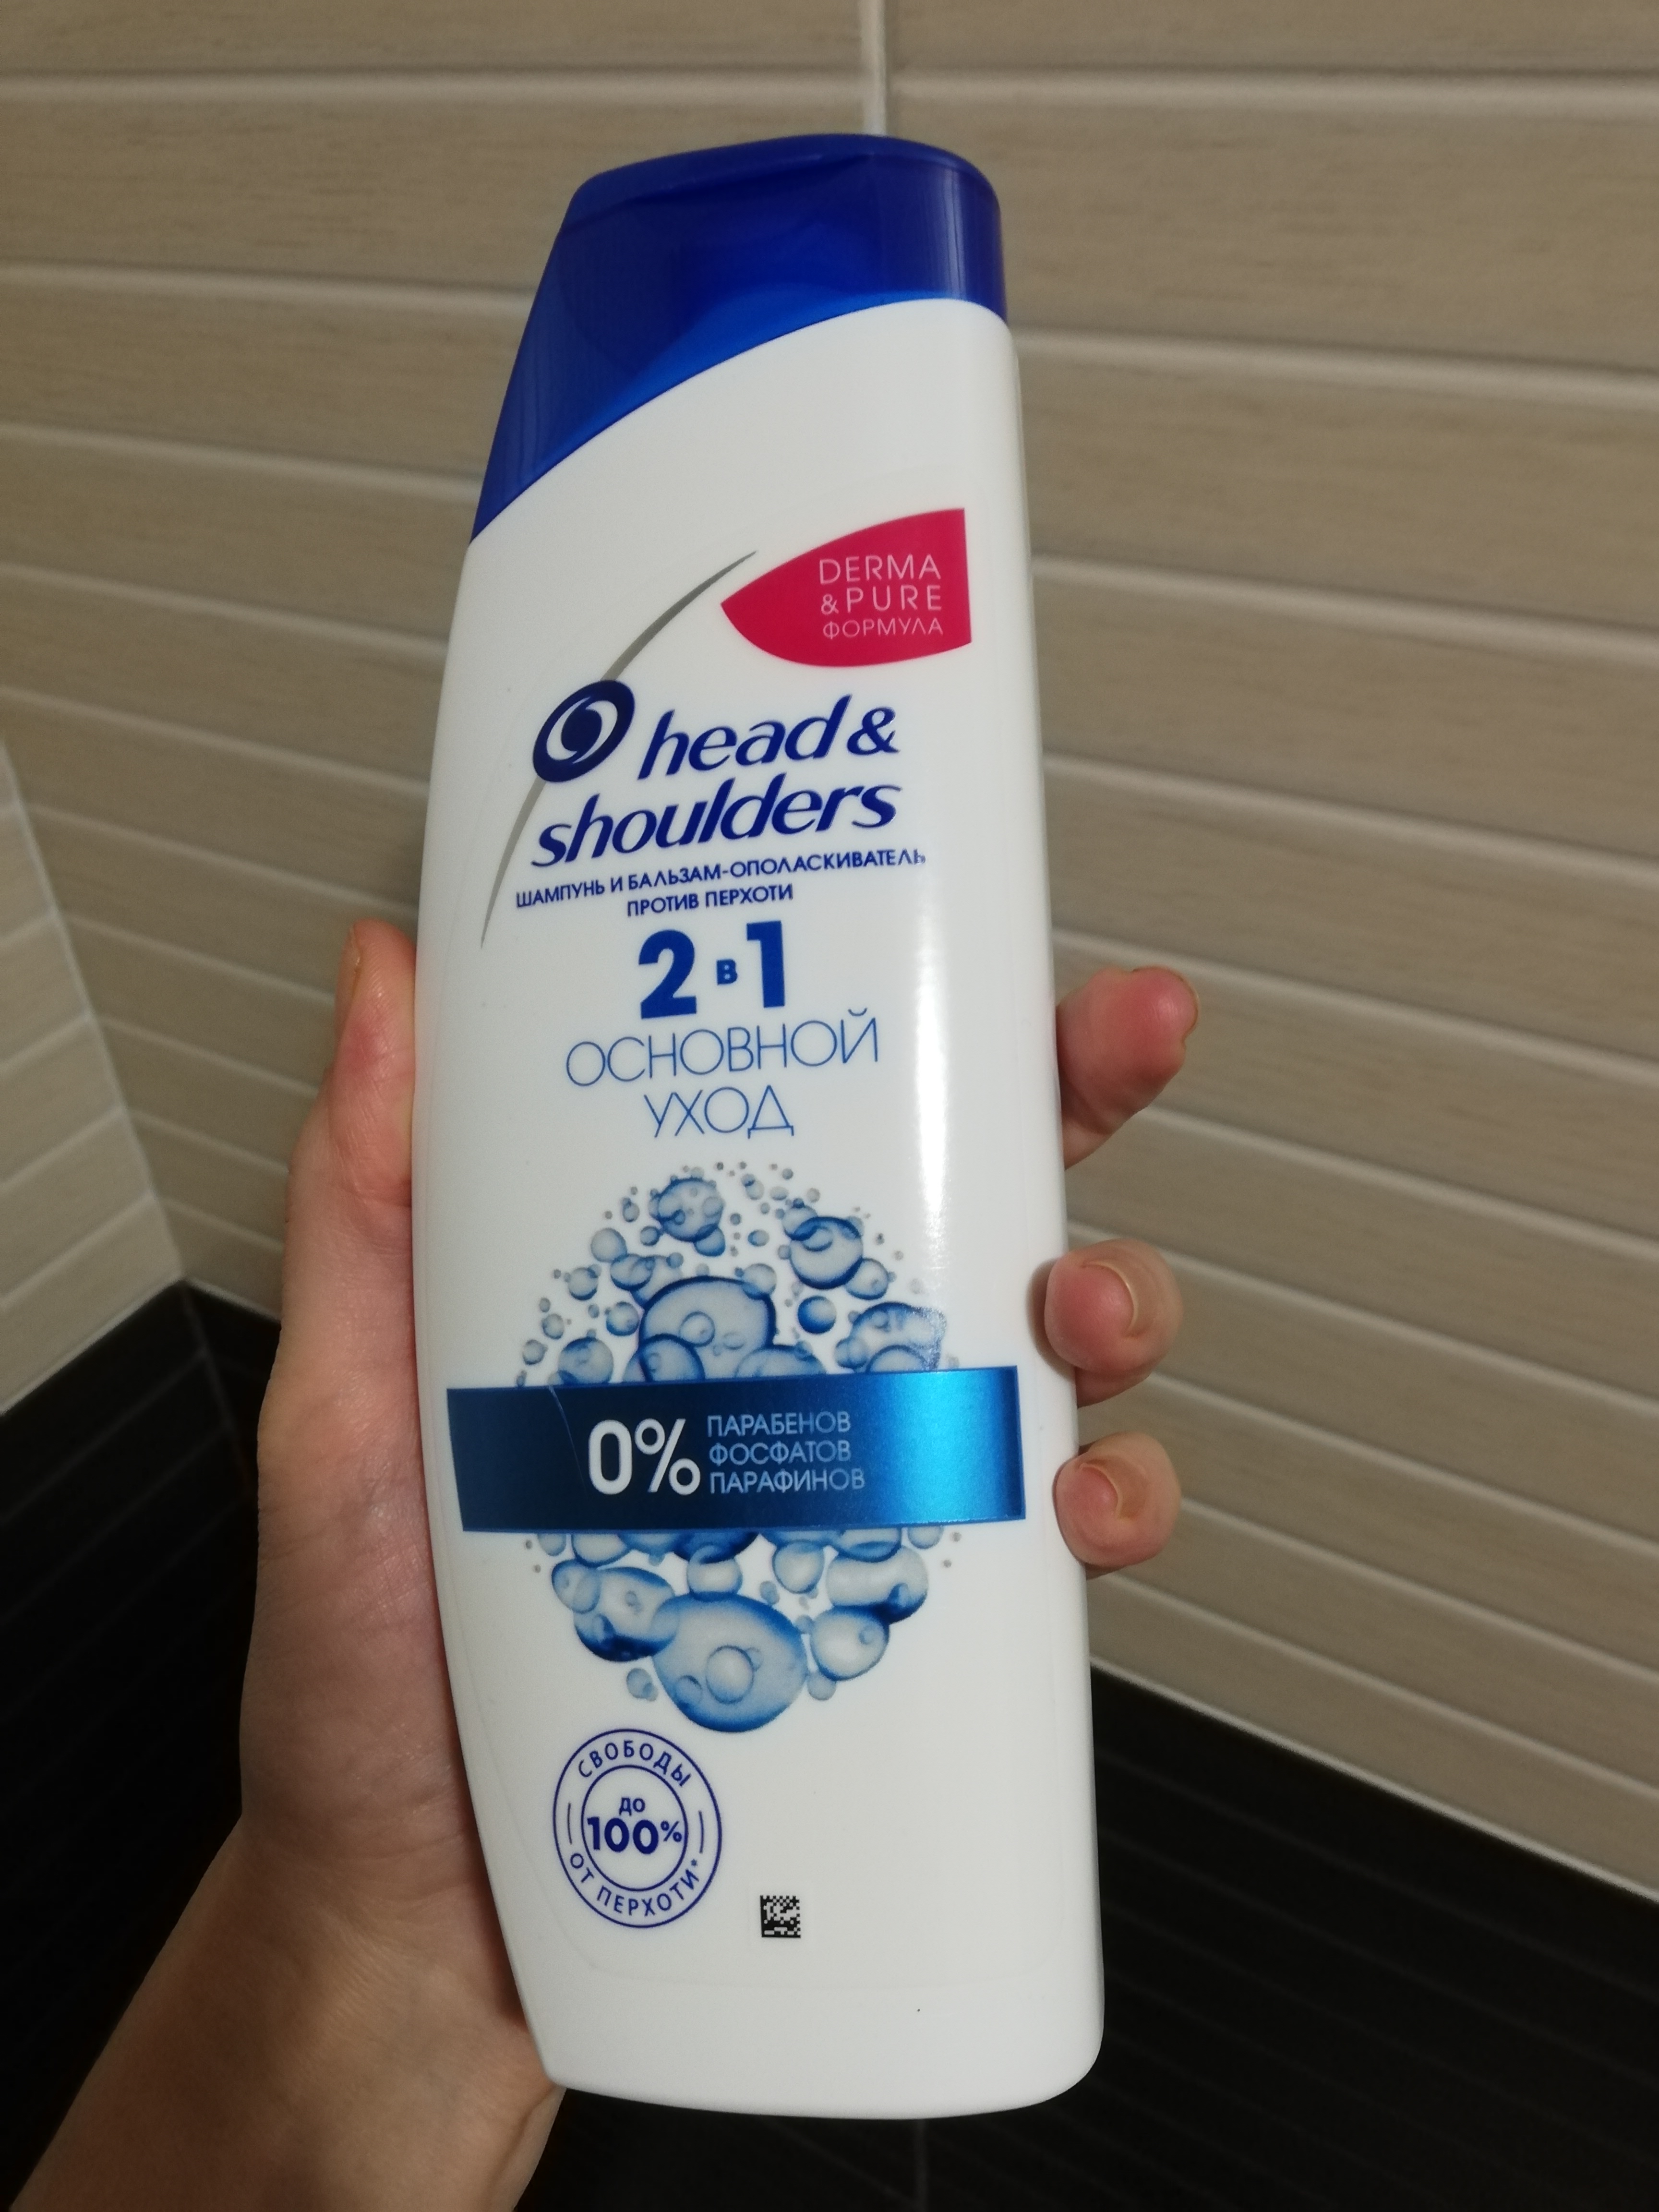 DERMA
&PURE
ФОРМУЛА
head &
shoulders
ШАМПУНЬ И БАЛЬЗАМ-ОПОЛАСКИВАТЕЛЬ
ПРОТИВ ПЕРХОТИ
2 в 1
ОСНОВНОЙ
УХОД
0%
ПАРАБЕНОВ
ФОСФАТОВ
ПАРАФИНОВ
СВОБОДЫ
ДО
100%
ОТ ПЕРХОТИ*